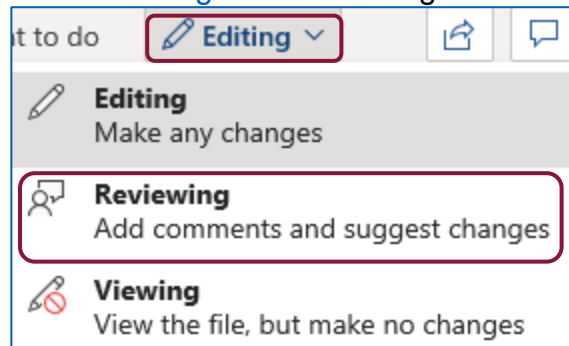 t to do Editing
Editing
Make any changes
Reviewing
Add comments and suggest changes
Viewing
View the file, but make no changes